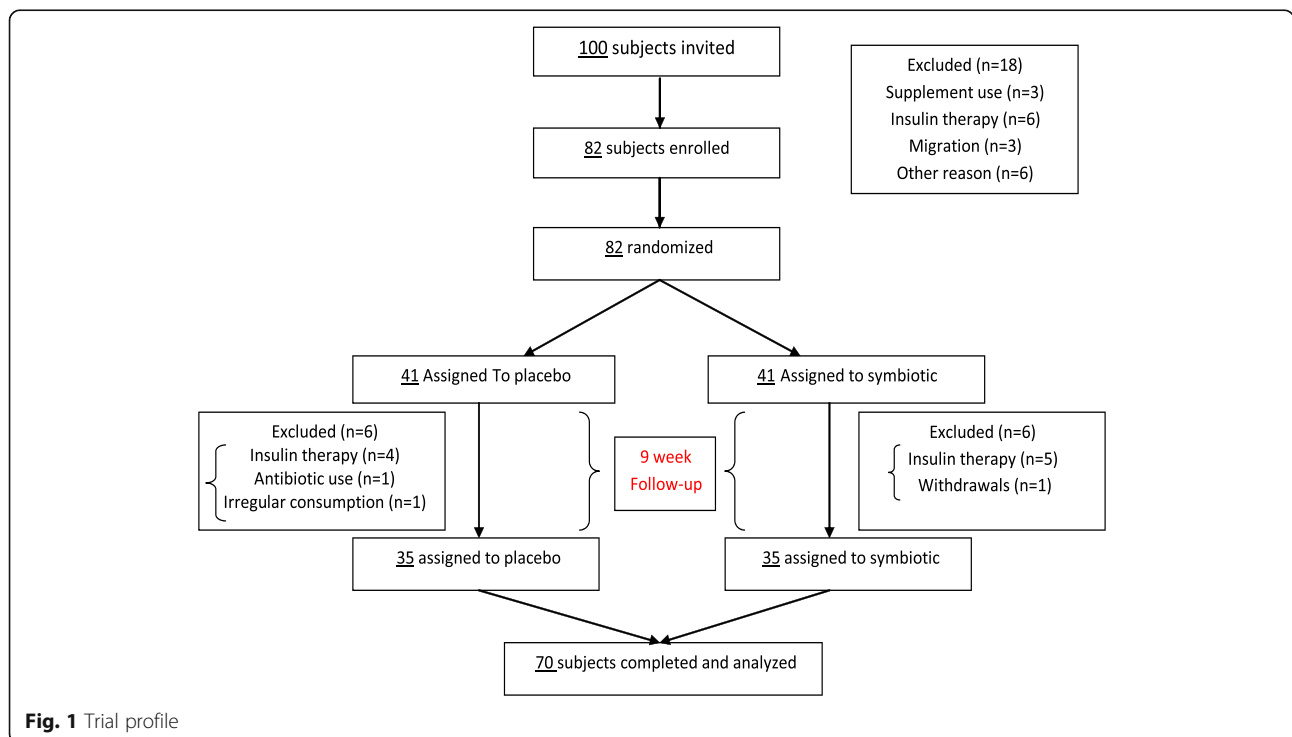 100 subjects invited
Excluded (n=18)
Supplement use (n=3)
Insulin therapy (n=6)
Migration (n=3)
Other reason (n=6)
82 subjects enrolled
82 randomized
41 Assigned To placebo
41 Assigned to symbiotic
Excluded (n=6)
Insulin therapy (n=4)
Antibiotic use (n=1)
Irregular consumption (n=1)
9 week
Follow-up
Excluded (n=6)
Insulin therapy (n=5)
Withdrawals (n=1)
35 assigned to placebo
35 assigned to symbiotic
70 subjects completed and analyzed
Fig. 1 Trial profile